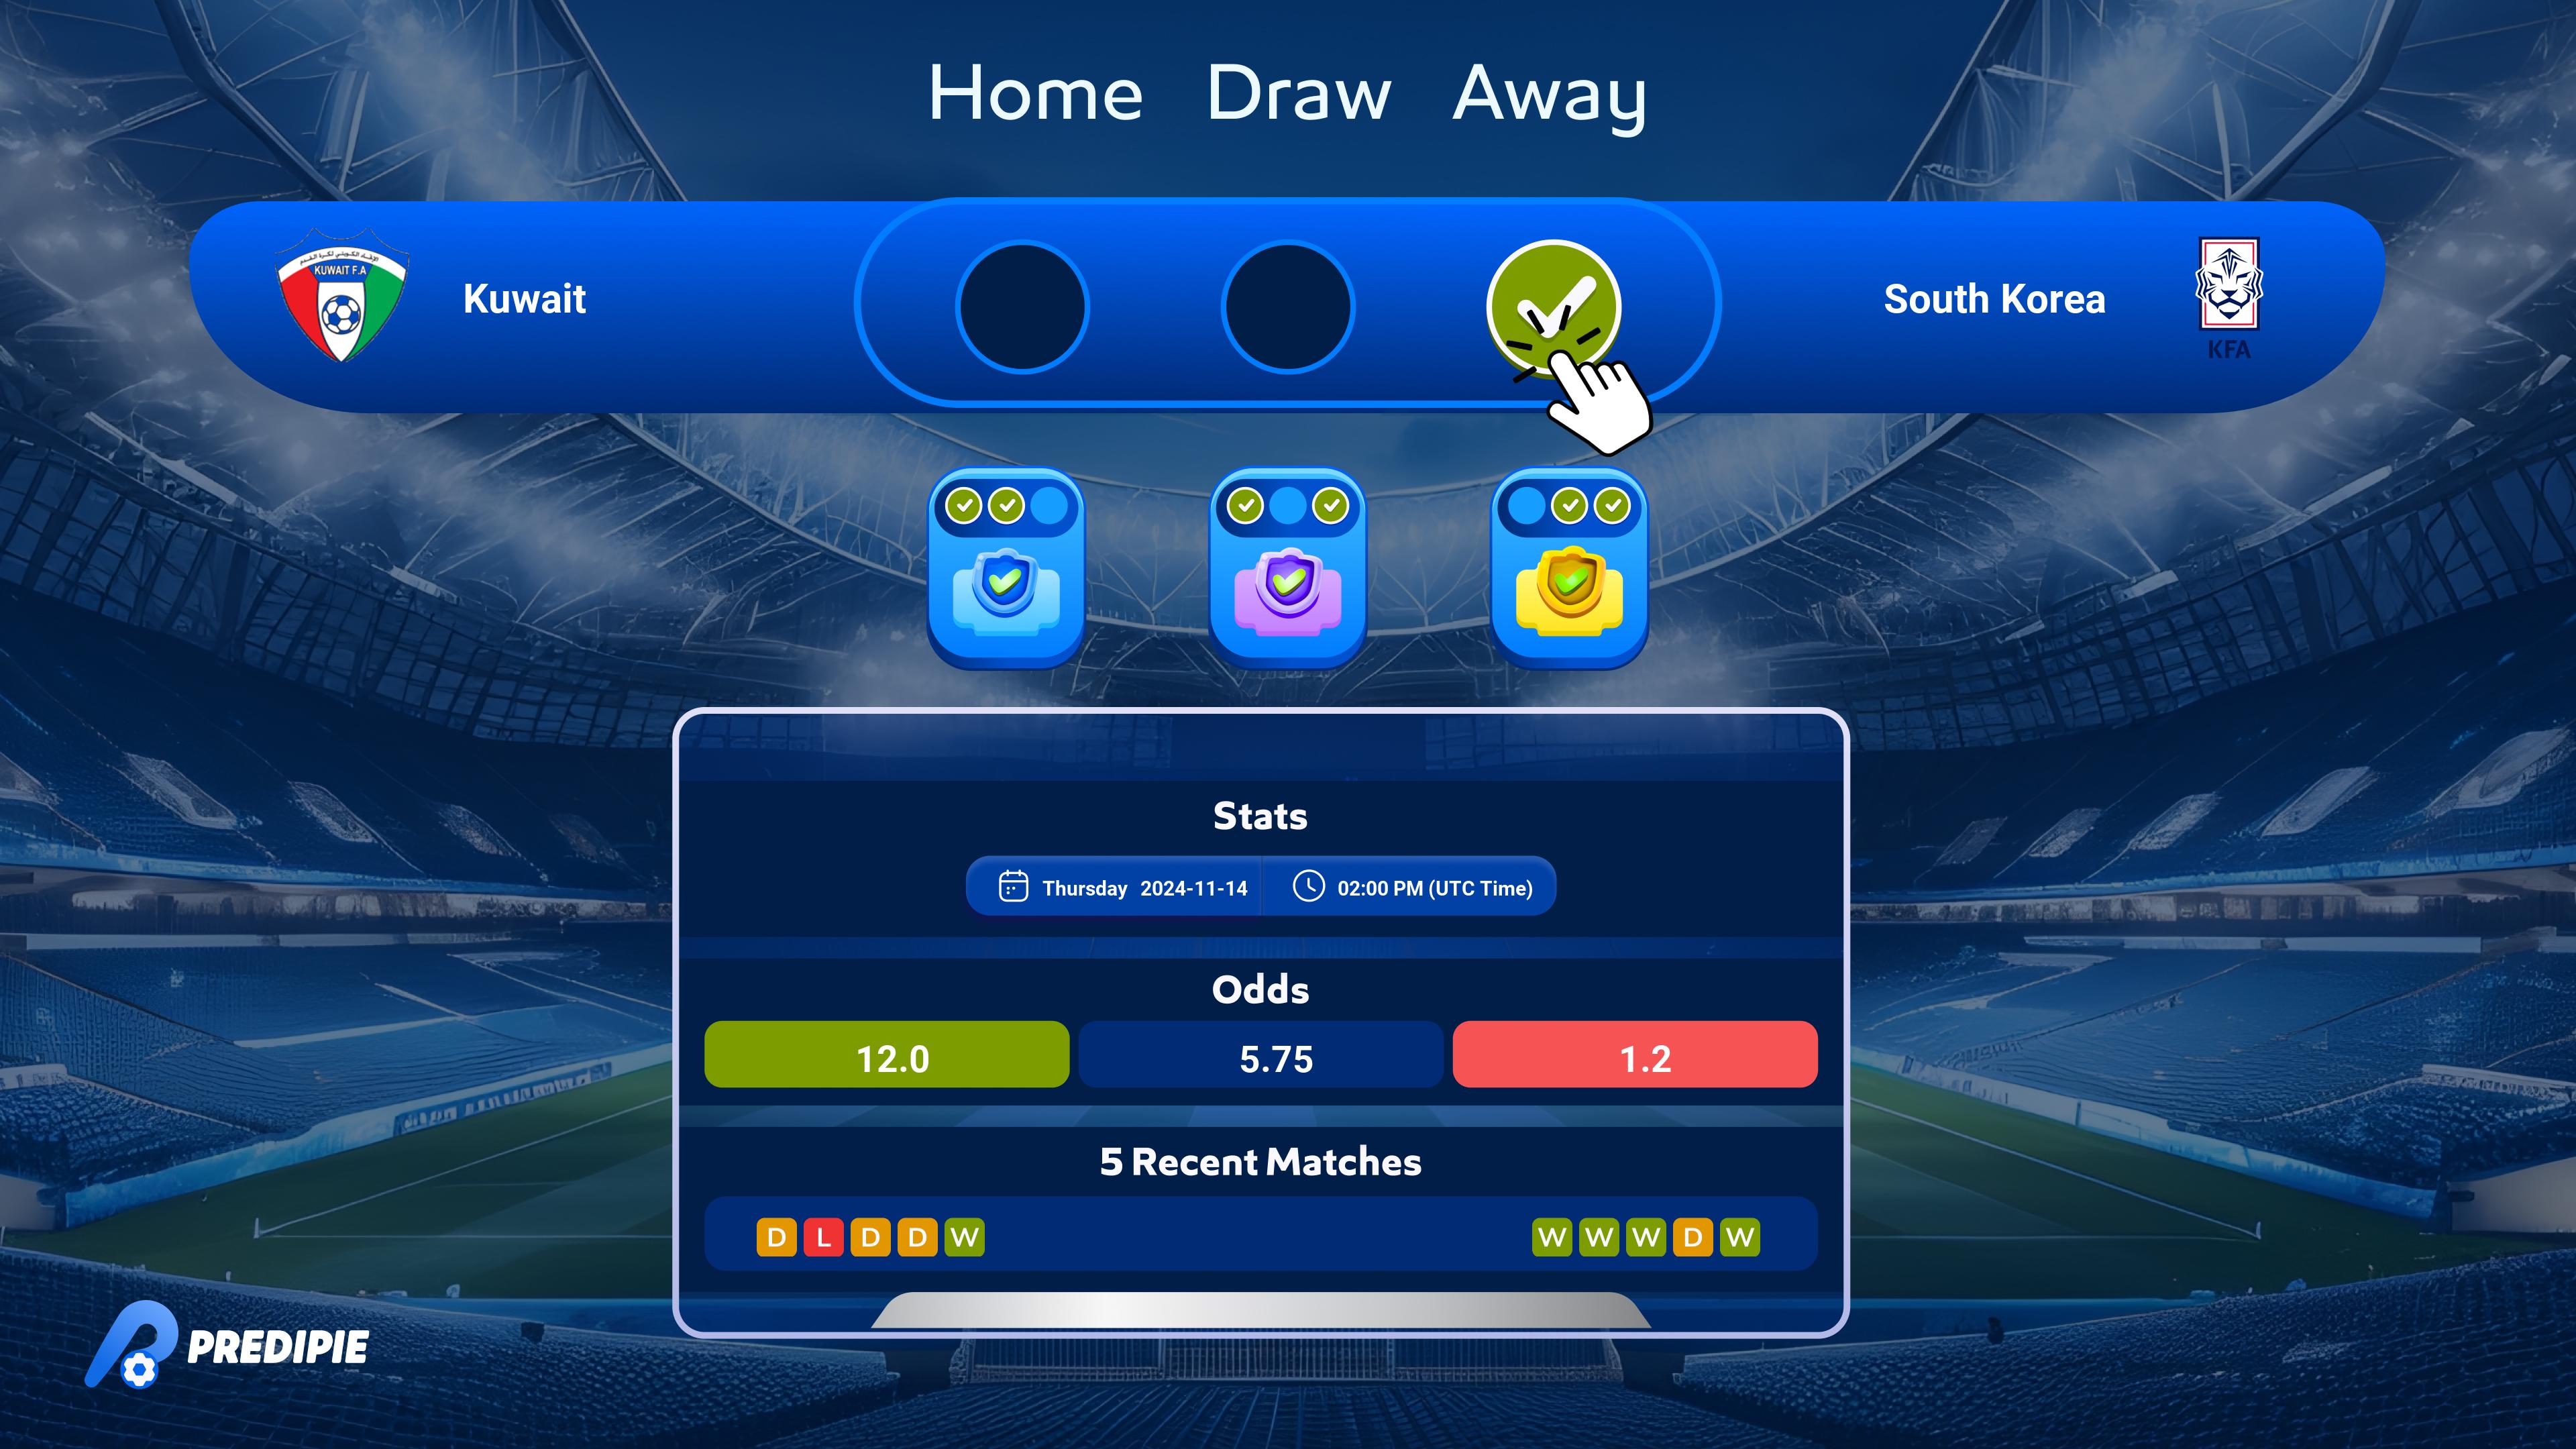 Home Draw Away
KUWAIT F.A
Kuwait
South Korea
KFA
Stats
Thursday 2024-11-14
02:00 PM (UTC Time)
Odds
12.0 5.75 1.2
5 Recent Matches
D L D D W
W W W D W
PREDIPIE